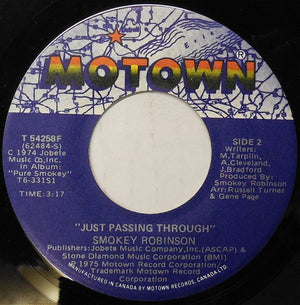 MOTOWN®
T 54258F
(62484-S)
© 1974 Jobete
Music Co, Inc.
In Album:
"Pure Smokey"
T6-331S1
TIME: 3:17
SIDE 2
Writers:
M. Tarplin, A.
Cleveland,
J. Bradford
Produced By:
Smokey Robinson
Arr: Russell Turner
& Gene Page
"JUST PASSING THROUGH"
SMOKEY ROBINSON
Publishers: Jobete Music Company, Inc, (ASCAP) &
Stone Diamond Music Corporation (BMI)
℗ 1975 Motown Record Corporation
Trademark Motown Record
Corporation
MANUFACTURED IN CANADA BY MOTOWN RECORDS, CANADA, LTD